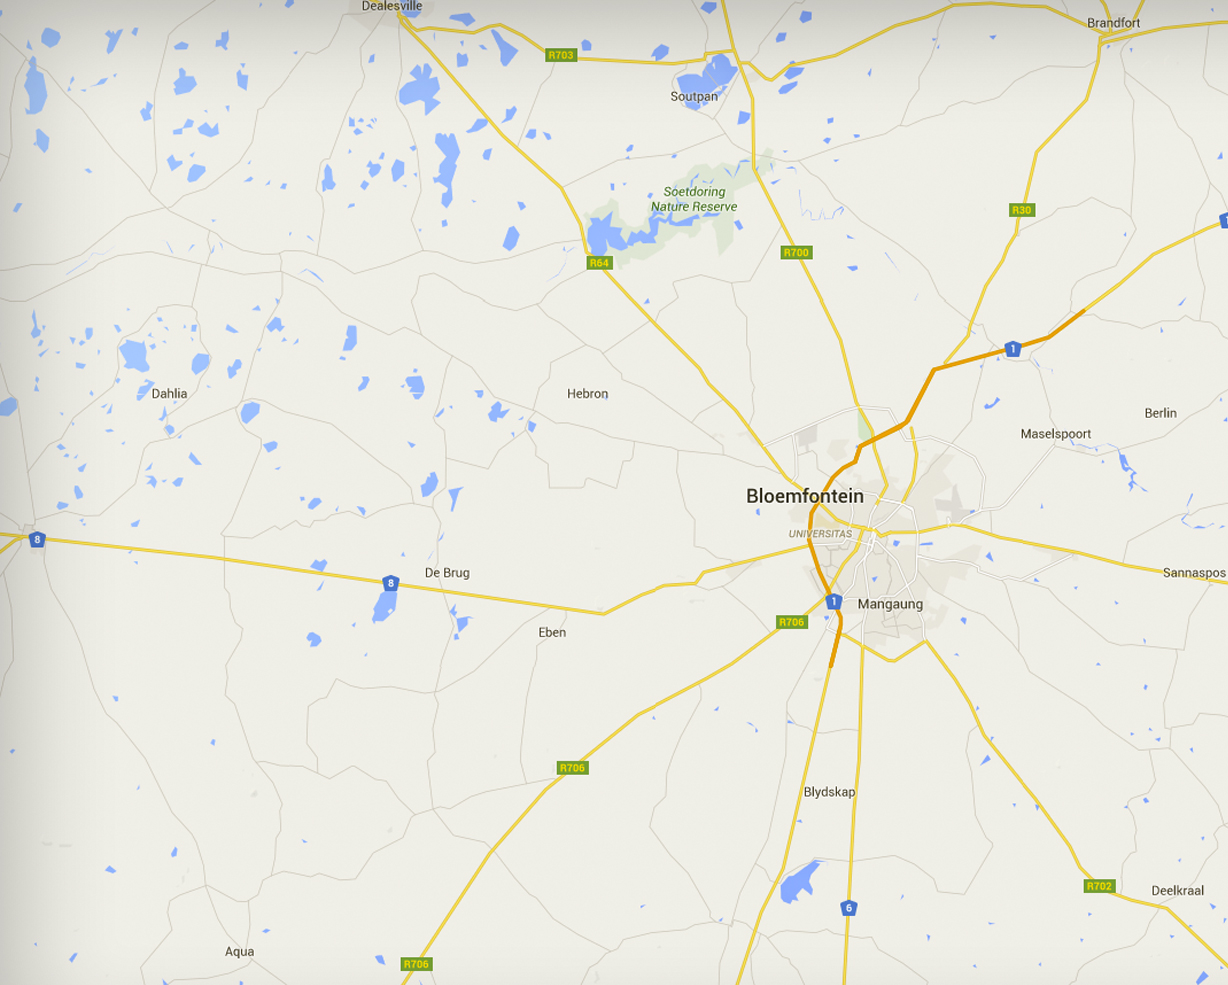 Dealesville
Brandfort
R703
Soutpan
Soetdoring
Nature Reserve
R30
R700
R64
1
Dahlia
Hebron
Berlin
Maselspoort
Bloemfontein
UNIVERSITAS
8
8
De Brug
Sannaspos
1
Mangaung
R706
Eben
R706
Blydskap
R702
Deelkraal
6
Aqua
R706